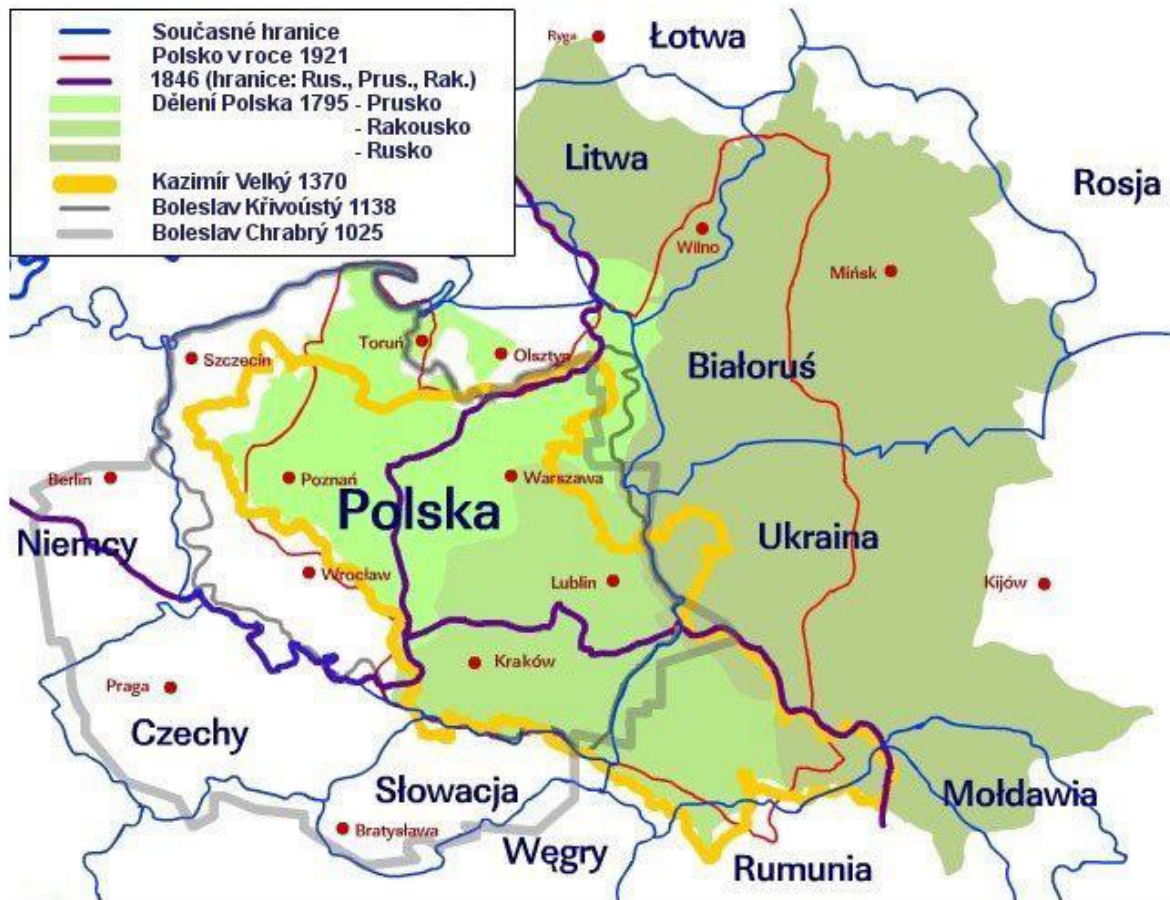 Současné hranice
Polsko v roce 1921
1846 (hranice: Rus., Prus., Rak.)
Dělení Polska 1795 - Prusko
- Rakousko
- Rusko
Kazimír Velký 1370
Boleslav Křivoústý 1138
Boleslav Chrabrý 1025
Ryga
Łotwa
Litwa
Rosja
Wilno
Mińsk
Szczecin
Toruń
Olsztyn
Białoruś
Berlin
Poznań
Warszawa
Polska
Niemcy
Ukraina
Wrocław
Lublin
Kijów
Kraków
Praga
Czechy
Słowacja
Mołdawia
Bratysława
Węgry
Rumunia